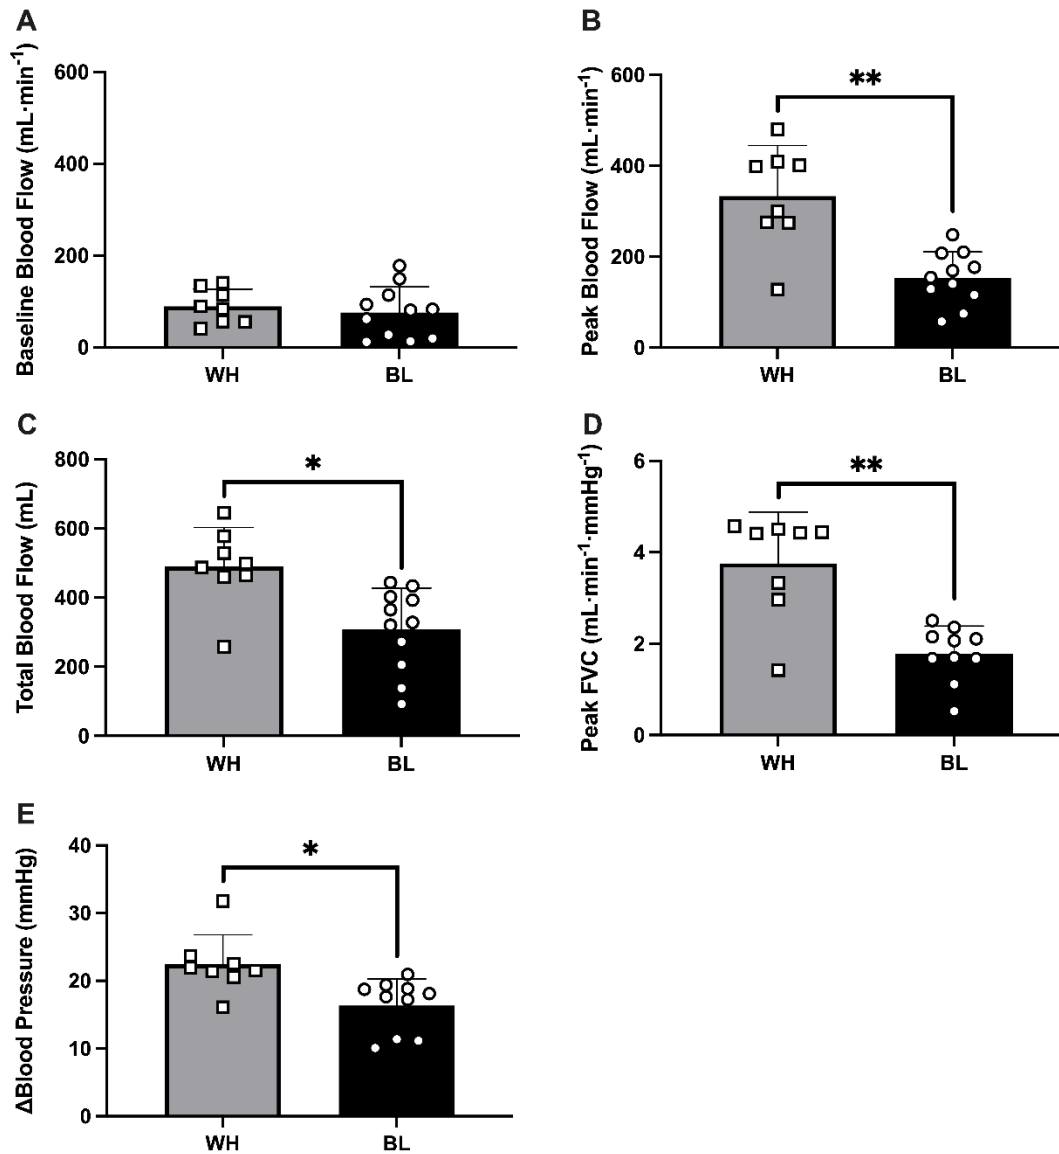 A
Baseline Blood Flow (mL·min⁻¹)
600
400
200
0
WH
BL
B
Peak Blood Flow (mL·min⁻¹)
600
400
200
0
**
WH
BL
C
Total Blood Flow (mL)
800
600
400
200
0
*
WH
BL
D
Peak FVC (mL·min⁻¹·mmHg⁻¹)
6
4
2
0
**
WH
BL
E
ΔBlood Pressure (mmHg)
40
30
20
10
0
*
WH
BL